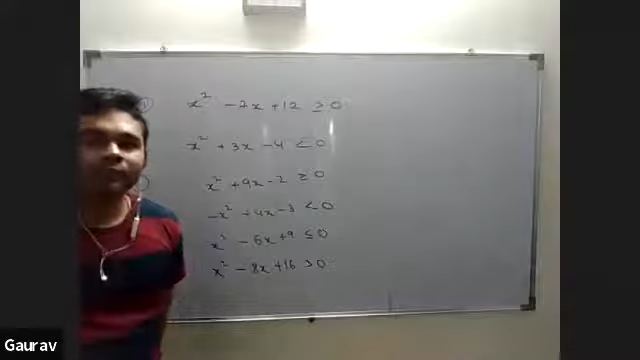 x² - 2x + 12 ≥ 0
x² + 3x - 4 < 0
x² + 9x - 2 ≥ 0
-x² + 4x - 3 < 0
x² - 6x + 9 ≤ 0
x² - 8x + 16 > 0
Gaurav